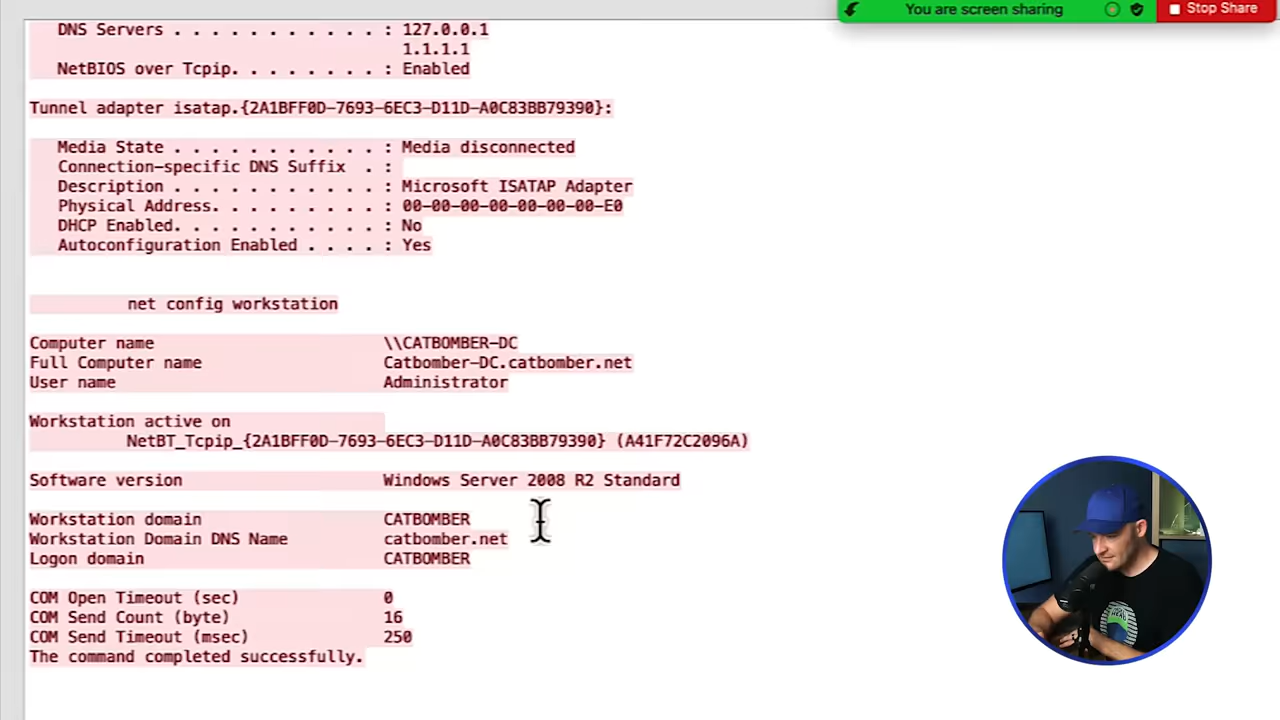 You are screen sharing
Stop Share
DNS Servers . . . . . . . . . . . : 127.0.0.1
1.1.1.1
NetBIOS over Tcpip. . . . . . . . : Enabled
Tunnel adapter isatap.{2A1BFF0D-7693-6EC3-D11D-A0C83BB79390}:
Media State . . . . . . . . . . . : Media disconnected
Connection-specific DNS Suffix  . :
Description . . . . . . . . . . . : Microsoft ISATAP Adapter
Physical Address. . . . . . . . . : 00-00-00-00-00-00-00-E0
DHCP Enabled. . . . . . . . . . . : No
Autoconfiguration Enabled . . . . : Yes
net config workstation
Computer name                        \\CATBOMBER-DC
Full Computer name                   Catbomber-DC.catbomber.net
User name                            Administrator
Workstation active on
NetBT_Tcpip_{2A1BFF0D-7693-6EC3-D11D-A0C83BB79390} (A41F72C2096A)
Software version                     Windows Server 2008 R2 Standard
Workstation domain                   CATBOMBER
Workstation Domain DNS Name          catbomber.net
Logon domain                         CATBOMBER
COM Open Timeout (sec)               0
COM Send Count (byte)                16
COM Send Timeout (msec)              250
The command completed successfully.